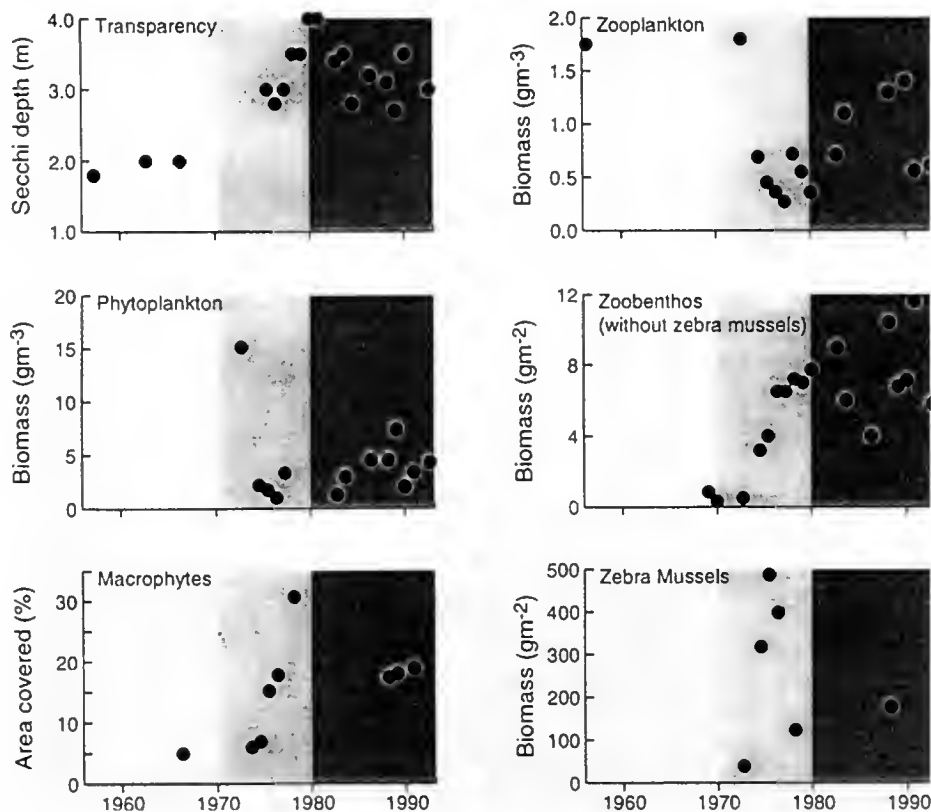 Transparency
Secchi depth (m)
4.0
3.0
2.0
1.0
Zooplankton
Biomass (gm-3)
2.0
1.5
1.0
0.5
0.0
Phytoplankton
Biomass (gm-3)
20
15
10
5
0
Zoobenthos
(without zebra mussels)
Biomass (gm-2)
12
8
4
0
Macrophytes
Area covered (%)
30
20
10
0
1960 1970 1980 1990
Zebra Mussels
Biomass (gm-2)
500
400
300
200
100
0
1960 1970 1980 1990